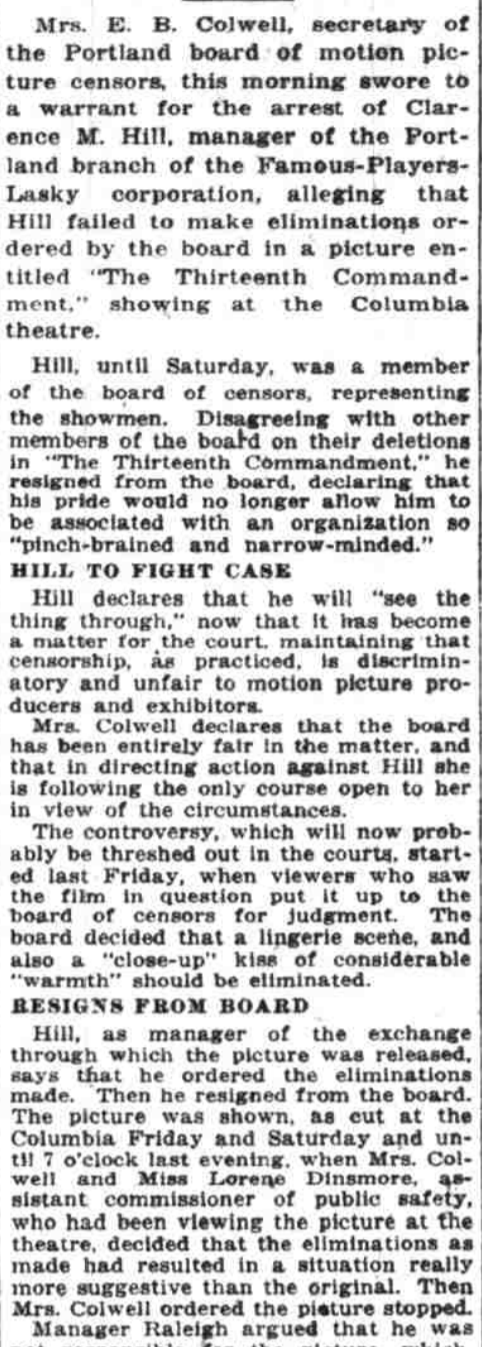 Mrs. E. B. Colwell, secretary of
the Portland board of motion pic-
ture censors, this morning swore to
a warrant for the arrest of Clar-
ence M. Hill, manager of the Port-
land branch of the Famous-Players-
Lasky corporation, alleging that
Hill failed to make eliminations or-
dered by the board in a picture en-
titled "The Thirteenth Command-
ment," showing at the Columbia
theatre.
Hill, until Saturday, was a member
of the board of censors, representing
the showmen. Disagreeing with other
members of the board on their deletions
in "The Thirteenth Commandment," he
resigned from the board, declaring that
his pride would no longer allow him to
be associated with an organization so
"pinch-brained and narrow-minded."
HILL TO FIGHT CASE
Hill declares that he will "see the
thing through," now that it has become
a matter for the court, maintaining that
censorship, as practiced, is discrimin-
atory and unfair to motion picture pro-
ducers and exhibitors.
Mrs. Colwell declares that the board
has been entirely fair in the matter, and
that in directing action against Hill she
is following the only course open to her
in view of the circumstances.
The controversy, which will now prob-
ably be threshed out in the courts, start-
ed last Friday, when viewers who saw
the film in question put it up to the
board of censors for judgment. The
board decided that a lingerie scene, and
also a "close-up" kiss of considerable
"warmth" should be eliminated.
RESIGNS FROM BOARD
Hill, as manager of the exchange
through which the picture was released,
says that he ordered the eliminations
made. Then he resigned from the board.
The picture was shown, as cut at the
Columbia Friday and Saturday and un-
til 7 o'clock last evening, when Mrs. Col-
well and Miss Lorene Dinsmore, as-
sistant commissioner of public safety,
who had been viewing the picture at the
theatre, decided that the eliminations as
made had resulted in a situation really
more suggestive than the original. Then
Mrs. Colwell ordered the picture stopped.
Manager Raleigh argued that he was